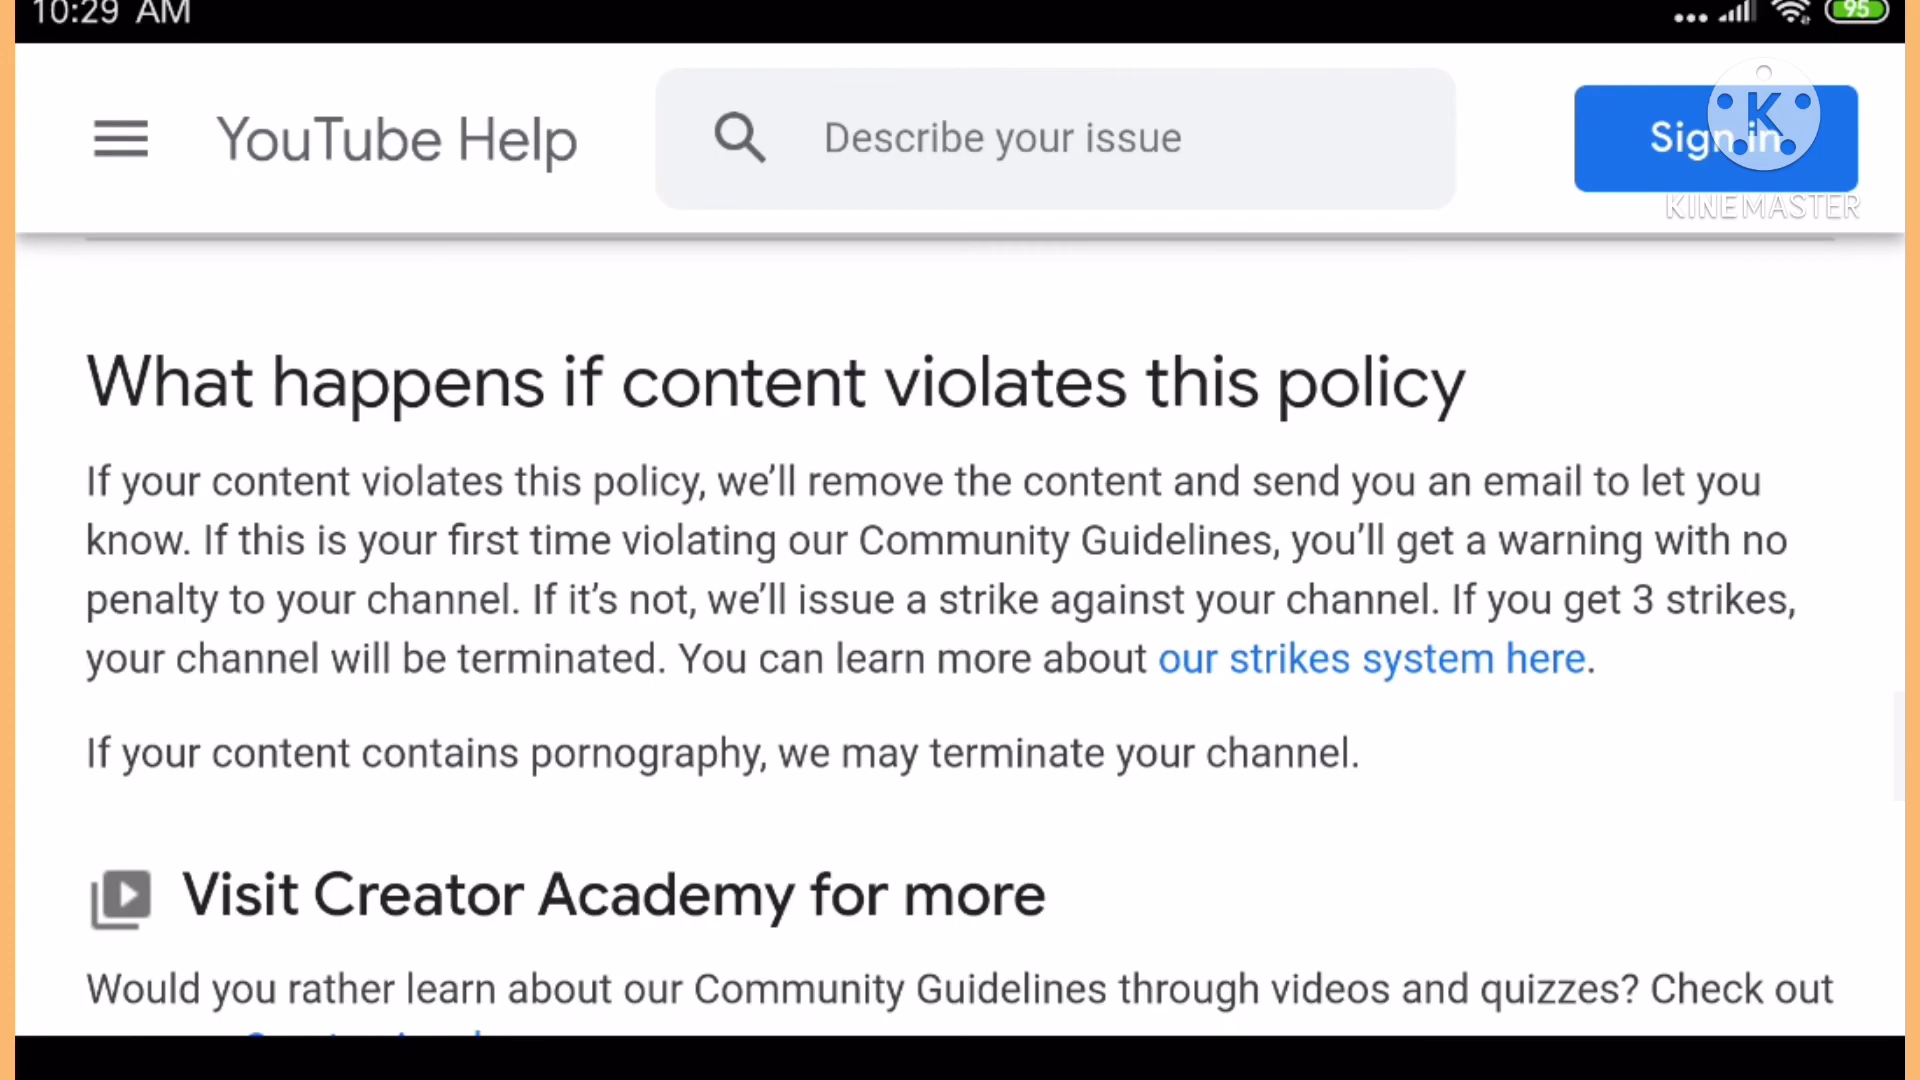 10:29 AM
95
YouTube Help
Describe your issue
Sign in
K
KINEMASTER
What happens if content violates this policy
If your content violates this policy, we’ll remove the content and send you an email to let you
know. If this is your first time violating our Community Guidelines, you’ll get a warning with no
penalty to your channel. If it’s not, we’ll issue a strike against your channel. If you get 3 strikes,
your channel will be terminated. You can learn more about our strikes system here.
If your content contains pornography, we may terminate your channel.
Visit Creator Academy for more
Would you rather learn about our Community Guidelines through videos and quizzes? Check out